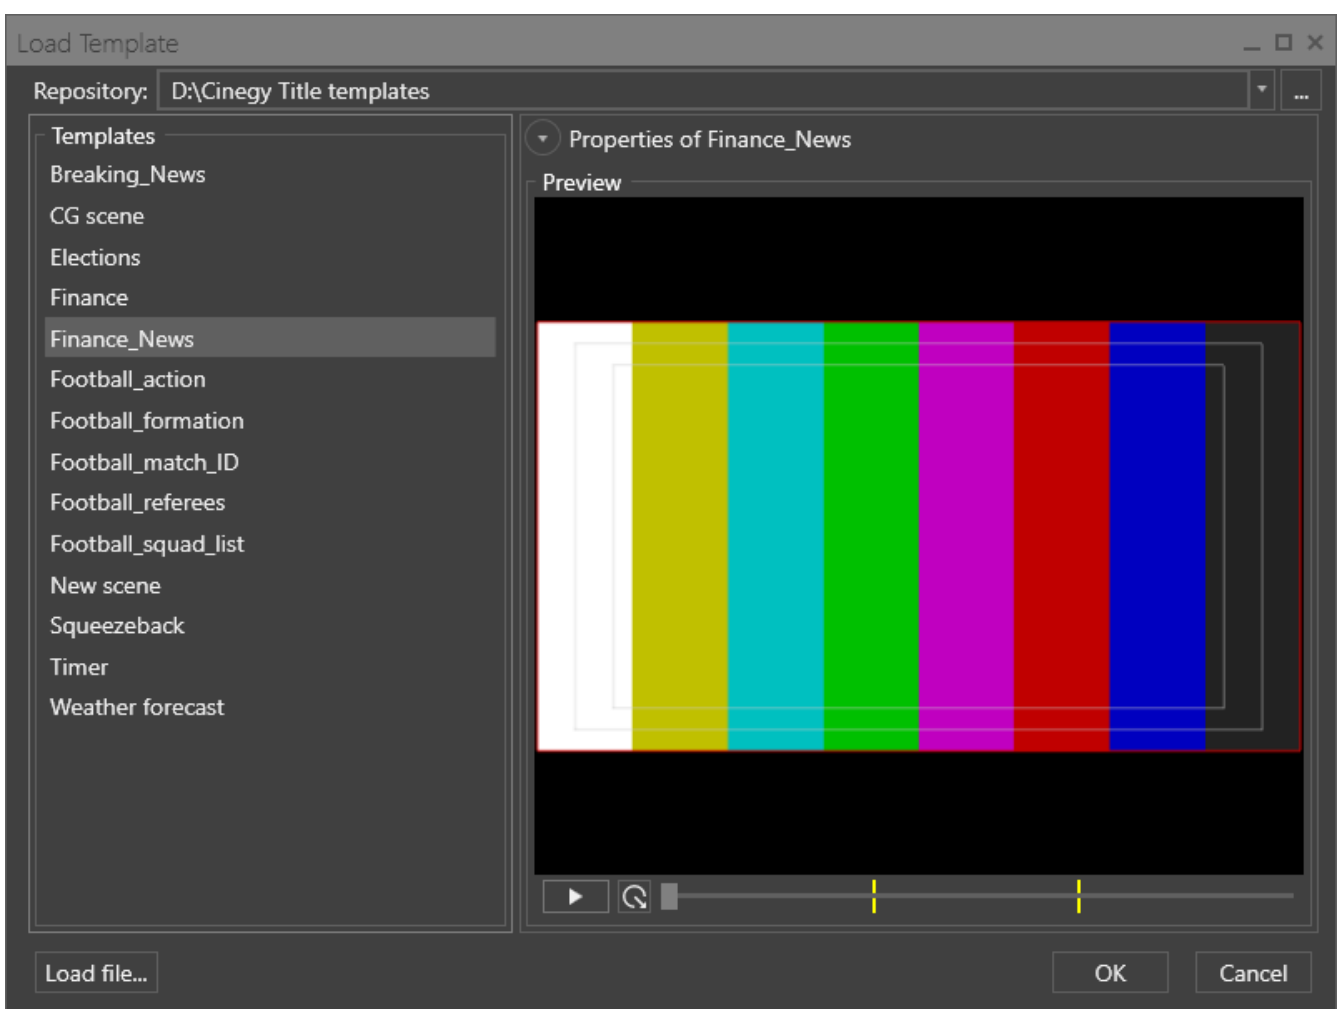 Load Template
Repository: D:\Cinegy Title templates
...
Templates
Breaking_News
CG scene
Elections
Finance
Finance_News
Football_action
Football_formation
Football_match_ID
Football_referees
Football_squad_list
New scene
Squeezeback
Timer
Weather forecast
Properties of Finance_News
Preview
Load file...
OK
Cancel